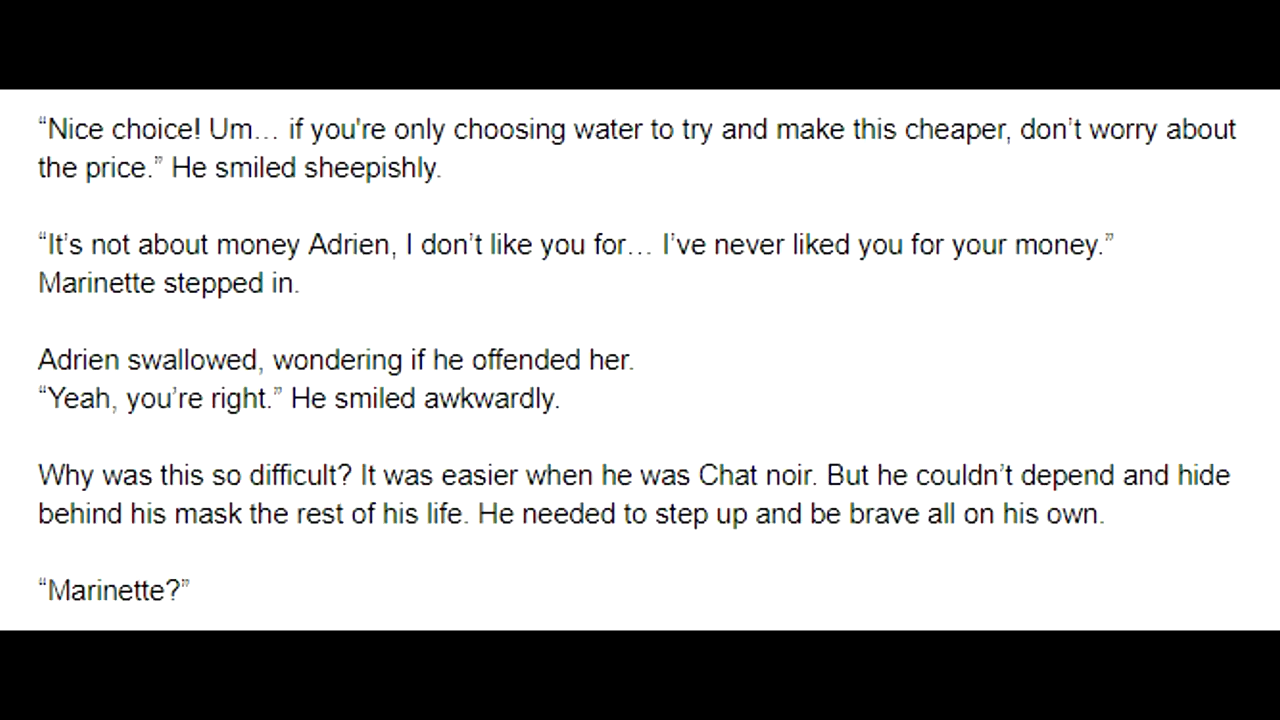 “Nice choice! Um… if you're only choosing water to try and make this cheaper, don’t worry about
the price.” He smiled sheepishly.
“It’s not about money Adrien, I don’t like you for… I’ve never liked you for your money.”
Marinette stepped in.
Adrien swallowed, wondering if he offended her.
“Yeah, you’re right.” He smiled awkwardly.
Why was this so difficult? It was easier when he was Chat noir. But he couldn’t depend and hide
behind his mask the rest of his life. He needed to step up and be brave all on his own.
“Marinette?”